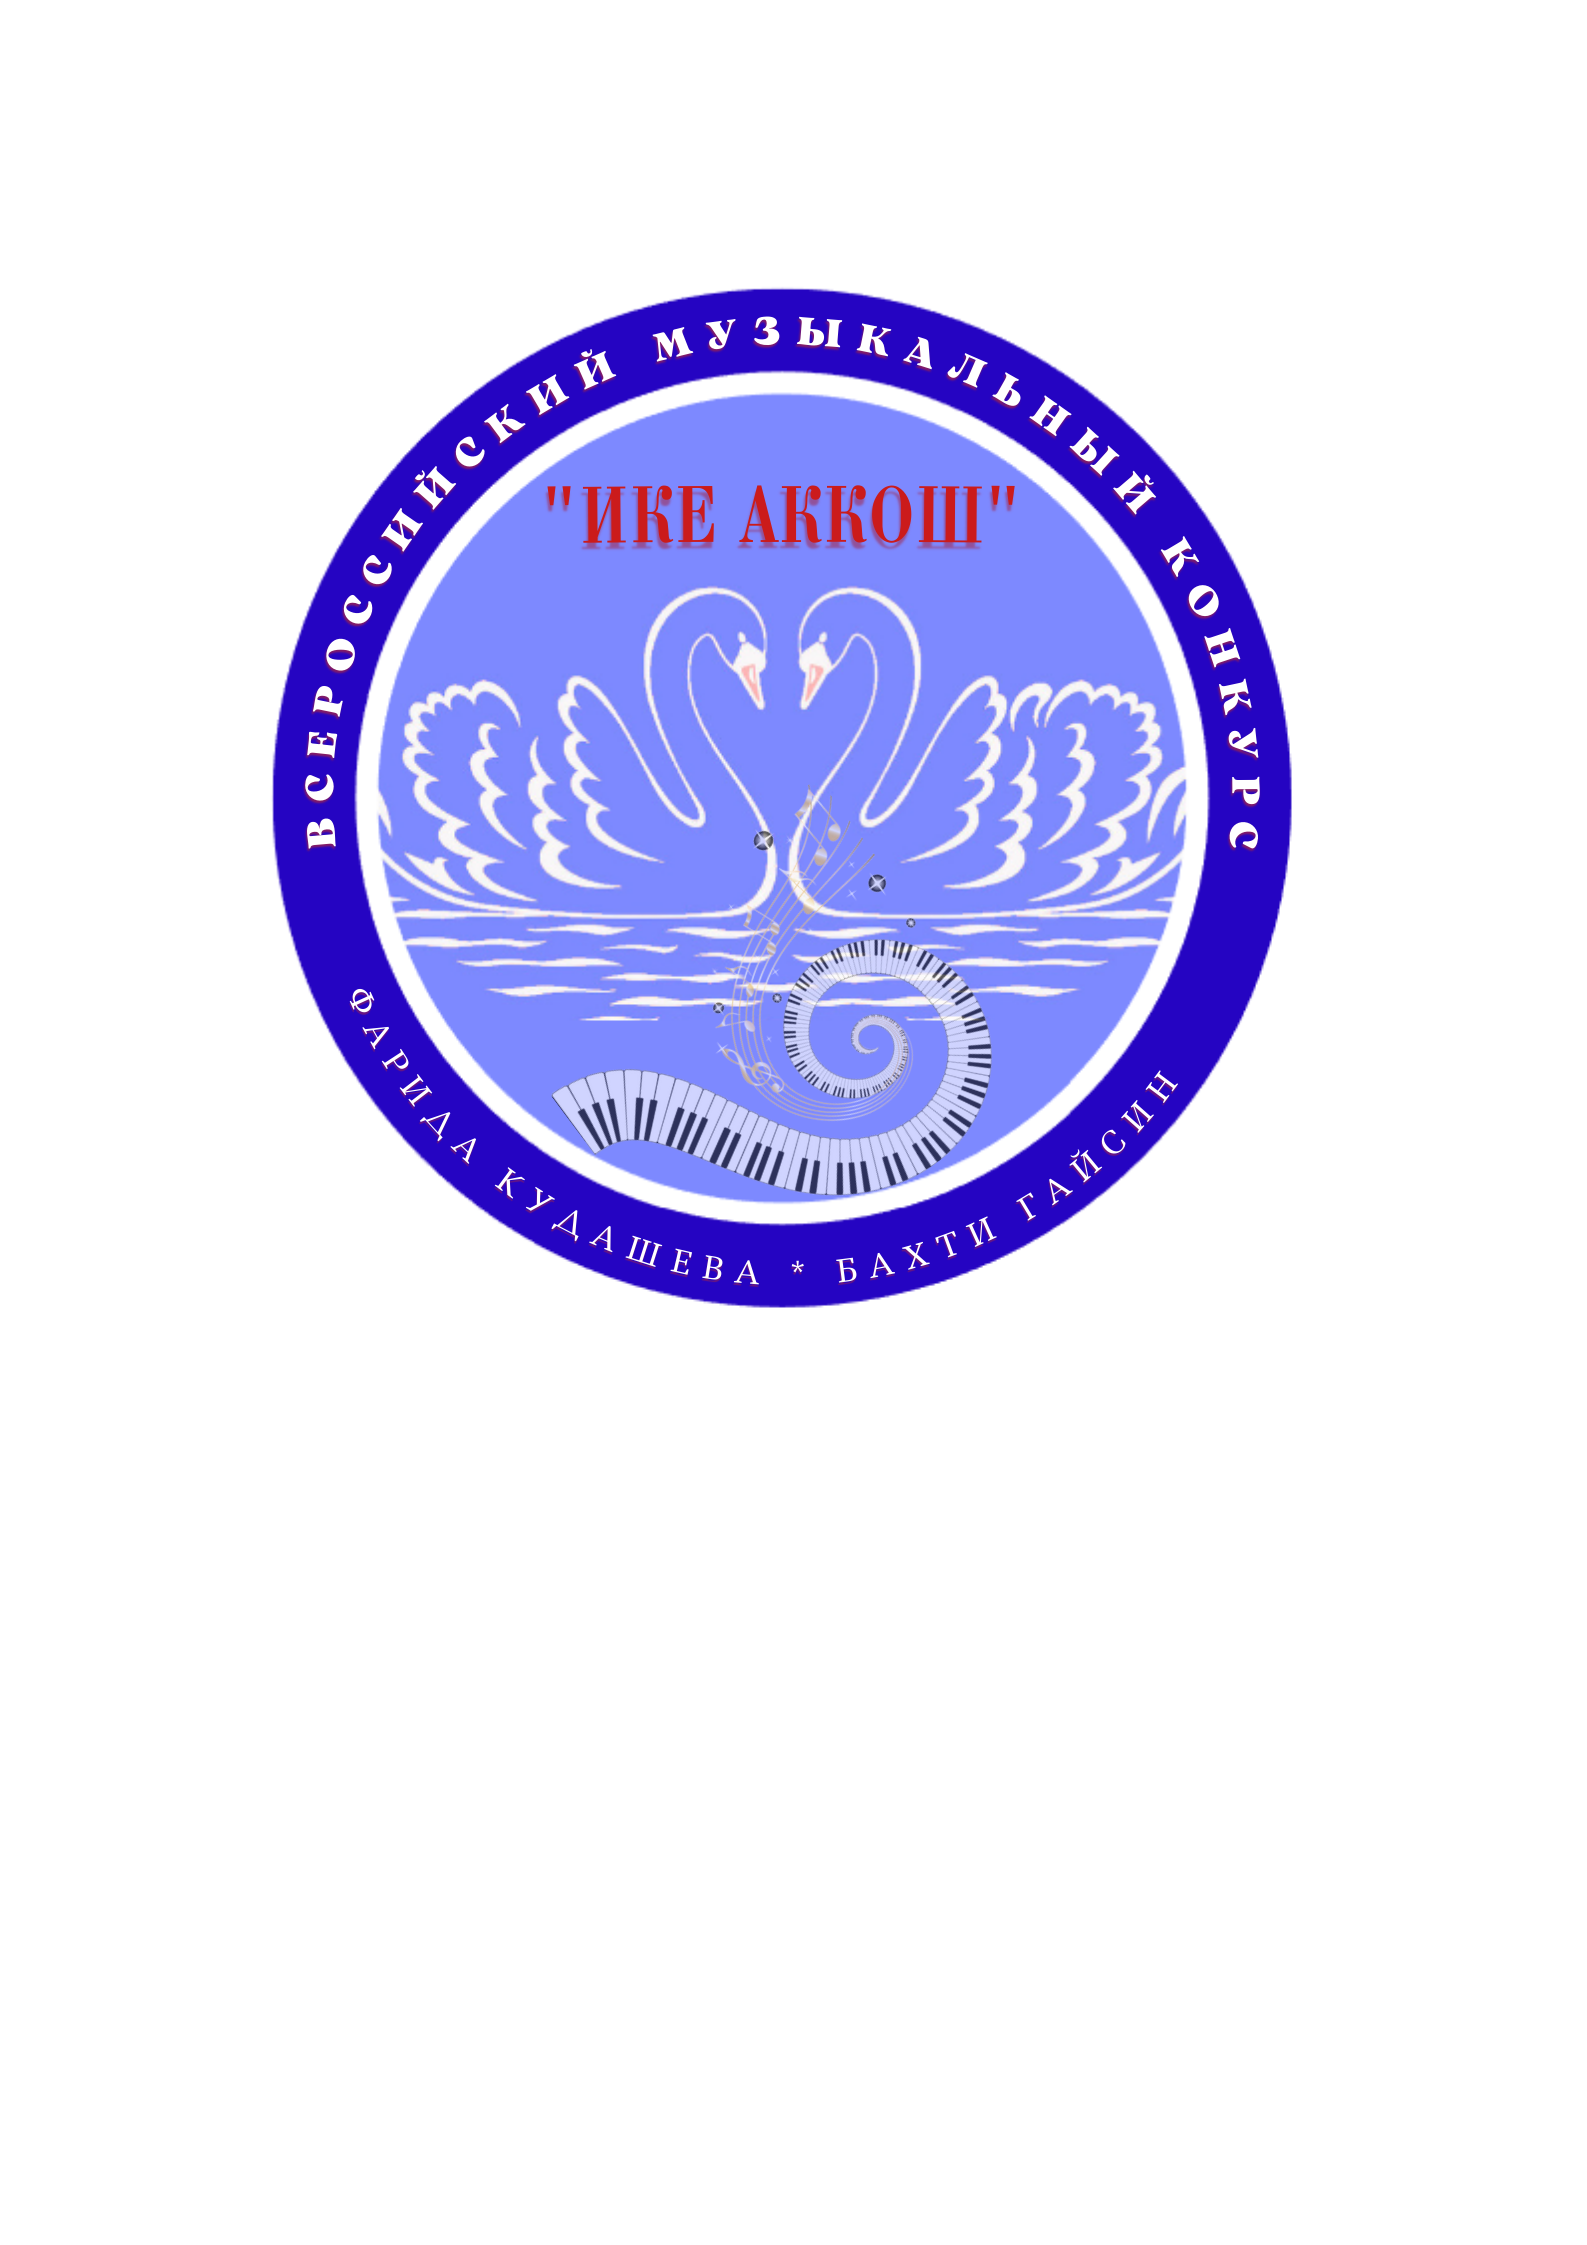 ВСЕРОССИЙСКИЙ МУЗЫКАЛЬНЫЙ КОНКУРС
"ИКЕ АККОШ"
ФАРИДА КУДАШЕВА * БАХТИ ГАЙСИН